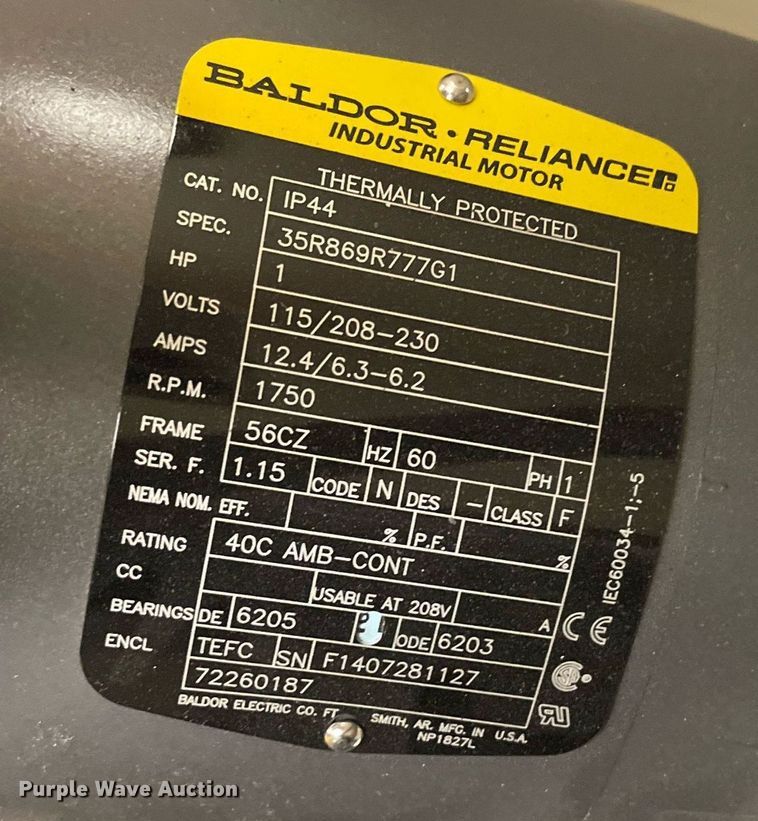 BALDOR • RELIANCE
INDUSTRIAL MOTOR
THERMALLY PROTECTED
CAT. NO. IP44
SPEC. 35R869R777G1
HP 1
VOLTS 115/208-230
AMPS 12.4/6.3-6.2
R.P.M. 1750
FRAME 56CZ HZ 60 PH 1
SER. F. 1.15 CODE N DES - CLASS F
NEMA NOM. EFF. % P.F. %
RATING 40C AMB-CONT
CC USABLE AT 208V A
BEARINGS DE 6205 ODE 6203
ENCL TEFC SN F1407281127
72260187
BALDOR ELECTRIC CO. FT. SMITH, AR. MFG. IN U.S.A.
NP1827L
IEC60034-1;-5
CE
Purple Wave Auction